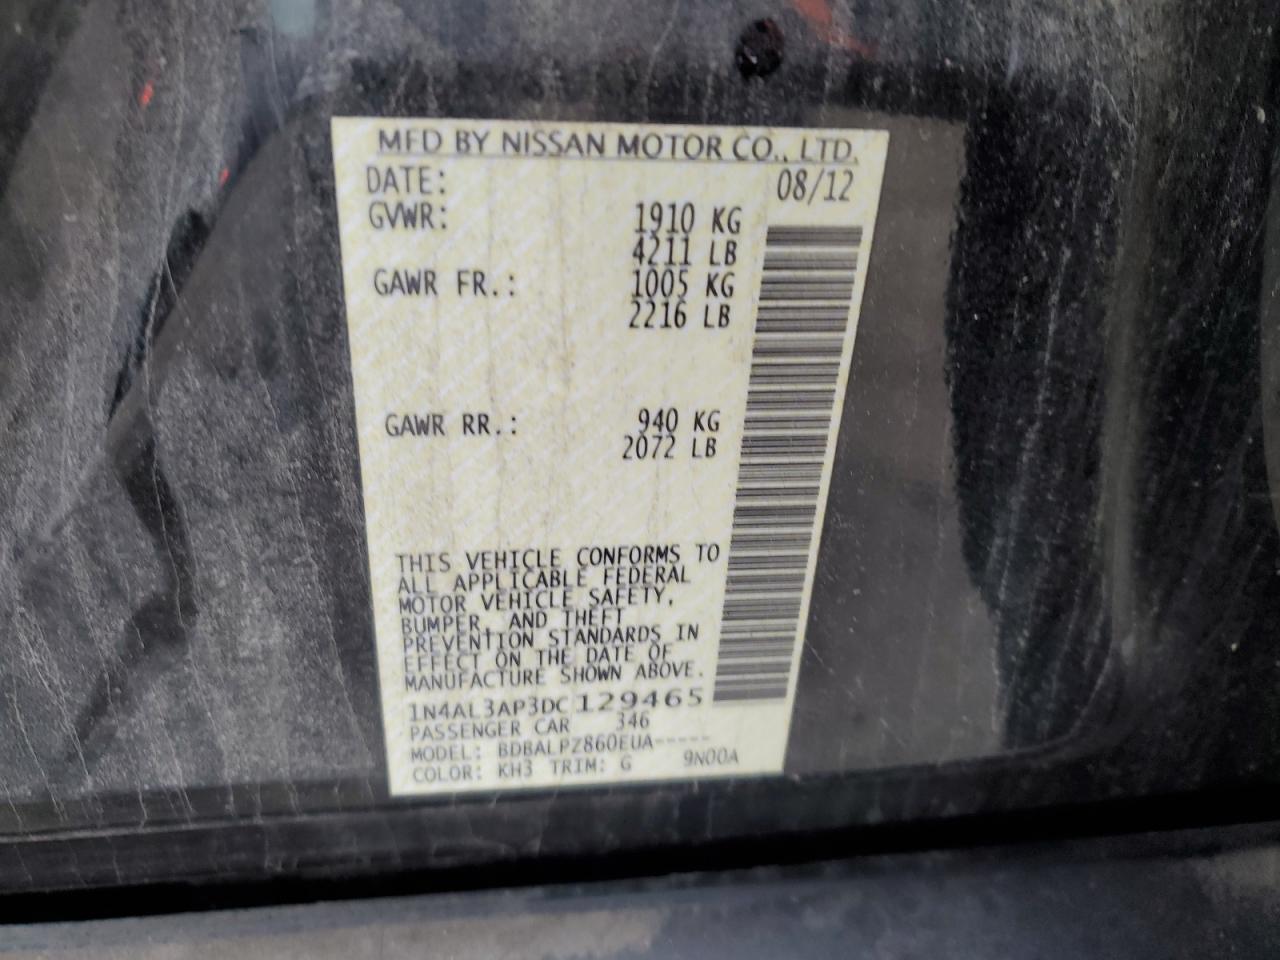 MFD BY NISSAN MOTOR CO., LTD.
DATE: 08/12
GVWR: 1910 KG
4211 LB
GAWR FR.: 1005 KG
2216 LB
GAWR RR.: 940 KG
2072 LB
THIS VEHICLE CONFORMS TO
ALL APPLICABLE FEDERAL
MOTOR VEHICLE SAFETY,
BUMPER, AND THEFT
PREVENTION STANDARDS IN
EFFECT ON THE DATE OF
MANUFACTURE SHOWN ABOVE.
1N4AL3AP3DC129465
PASSENGER CAR 346
MODEL: BDBALPZ860EUA-----
COLOR: KH3 TRIM: G 9N00A